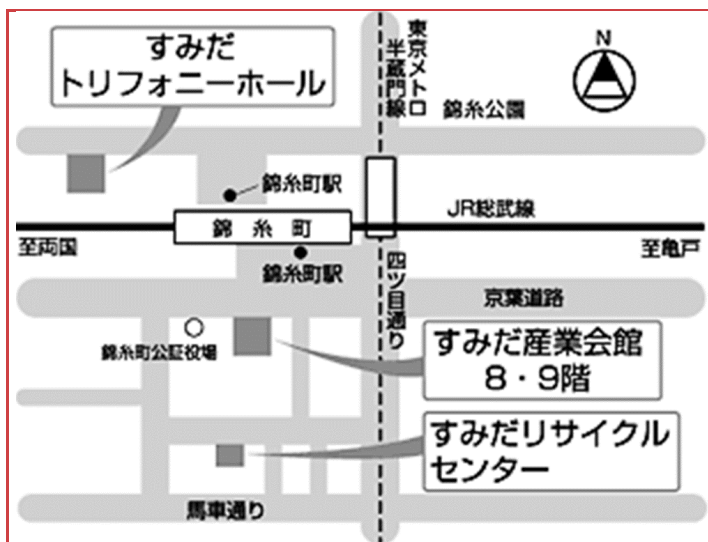 すみだ
トリフォニーホール
東京メトロ
半蔵門線
N
錦糸公園
錦糸町駅
JR総武線
錦糸町
至両国
至亀戸
錦糸町駅
四ツ目通り
京葉道路
錦糸町公証役場
すみだ産業会館
8・9階
すみだリサイクル
センター
馬車通り